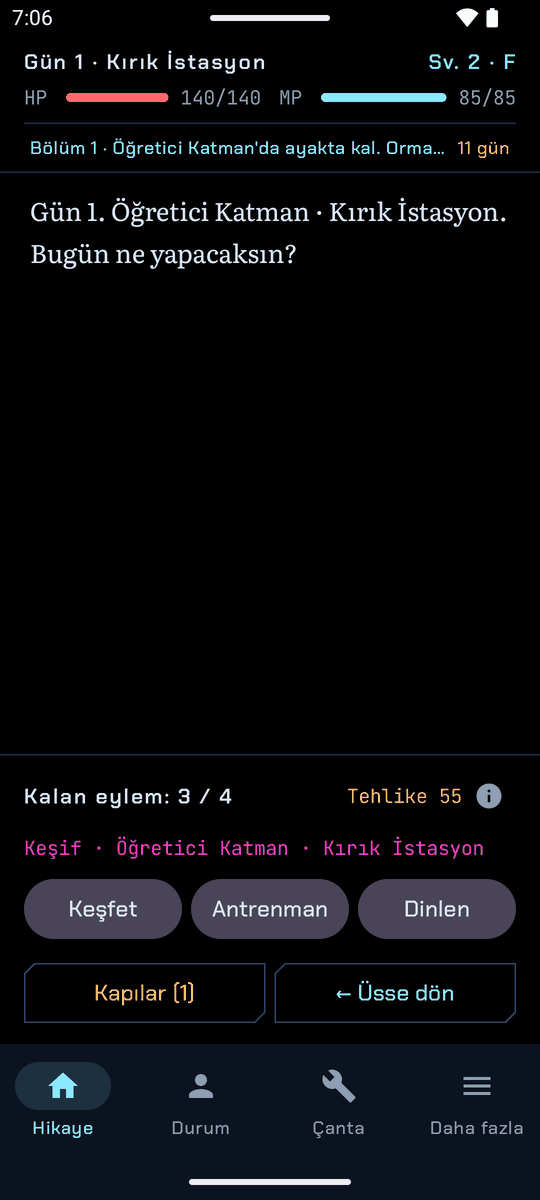 7:06
Gün 1 · Kırık İstasyon
Sv. 2 · F
HP 140/140 MP 85/85
Bölüm 1 · Öğretici Katman'da ayakta kal. Orma… 11 gün
Gün 1. Öğretici Katman · Kırık İstasyon.
Bugün ne yapacaksın?
Kalan eylem: 3 / 4
Tehlike 55
Keşif · Öğretici Katman · Kırık İstasyon
Keşfet
Antrenman
Dinlen
Kapılar (1)
← Üsse dön
Hikaye
Durum
Çanta
Daha fazla